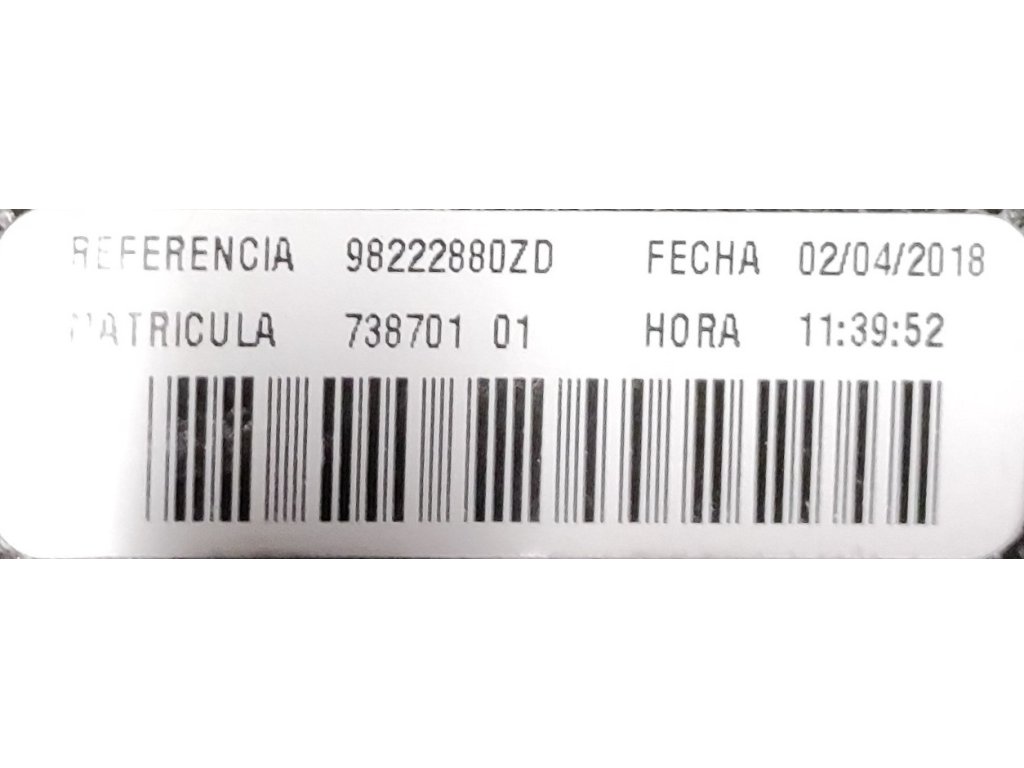 REFERENCIA 98222880ZD FECHA 02/04/2018
MATRICULA 738701 01 HORA 11:39:52